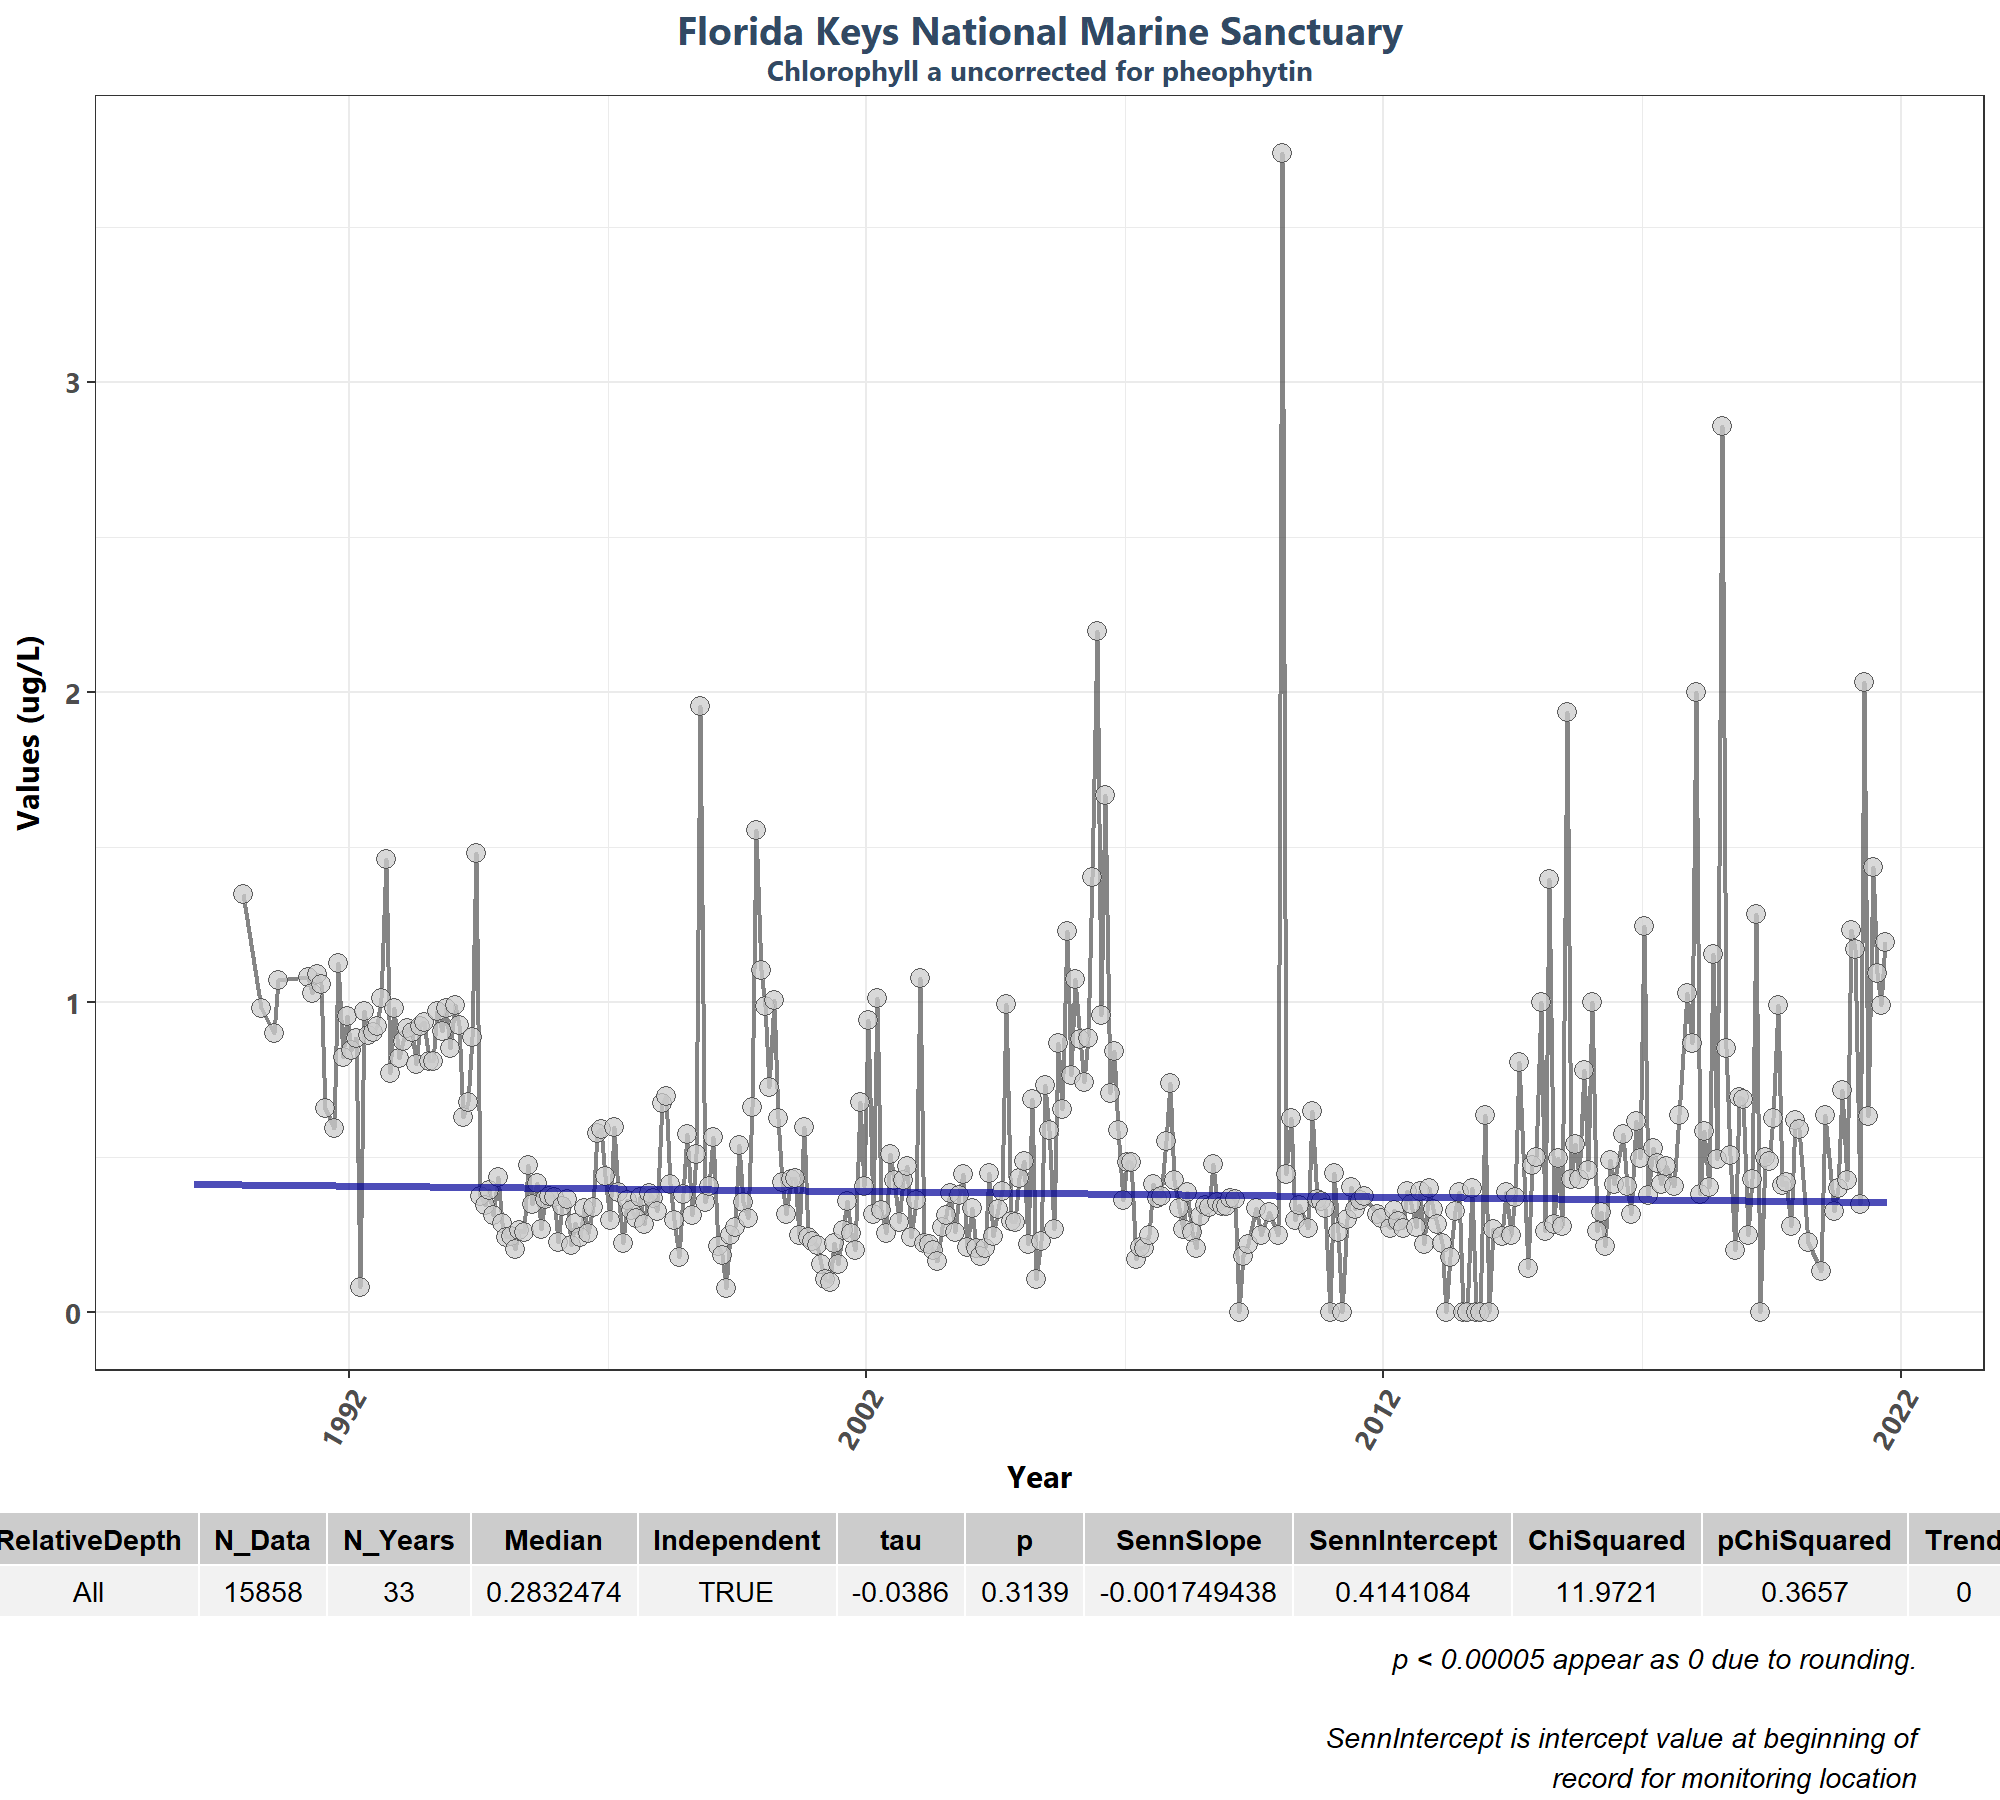 Florida Keys National Marine Sanctuary
Chlorophyll a uncorrected for pheophytin
Values (ug/L)
3
2
1
0
1992 2002 2012 2022
Year
RelativeDepth N_Data N_Years Median Independent tau p SennSlope SennIntercept ChiSquared pChiSquared Trend
All 15858 33 0.2832474 TRUE -0.0386 0.3139 -0.001749438 0.4141084 11.9721 0.3657 0
p < 0.00005 appear as 0 due to rounding.
SennIntercept is intercept value at beginning of
record for monitoring location